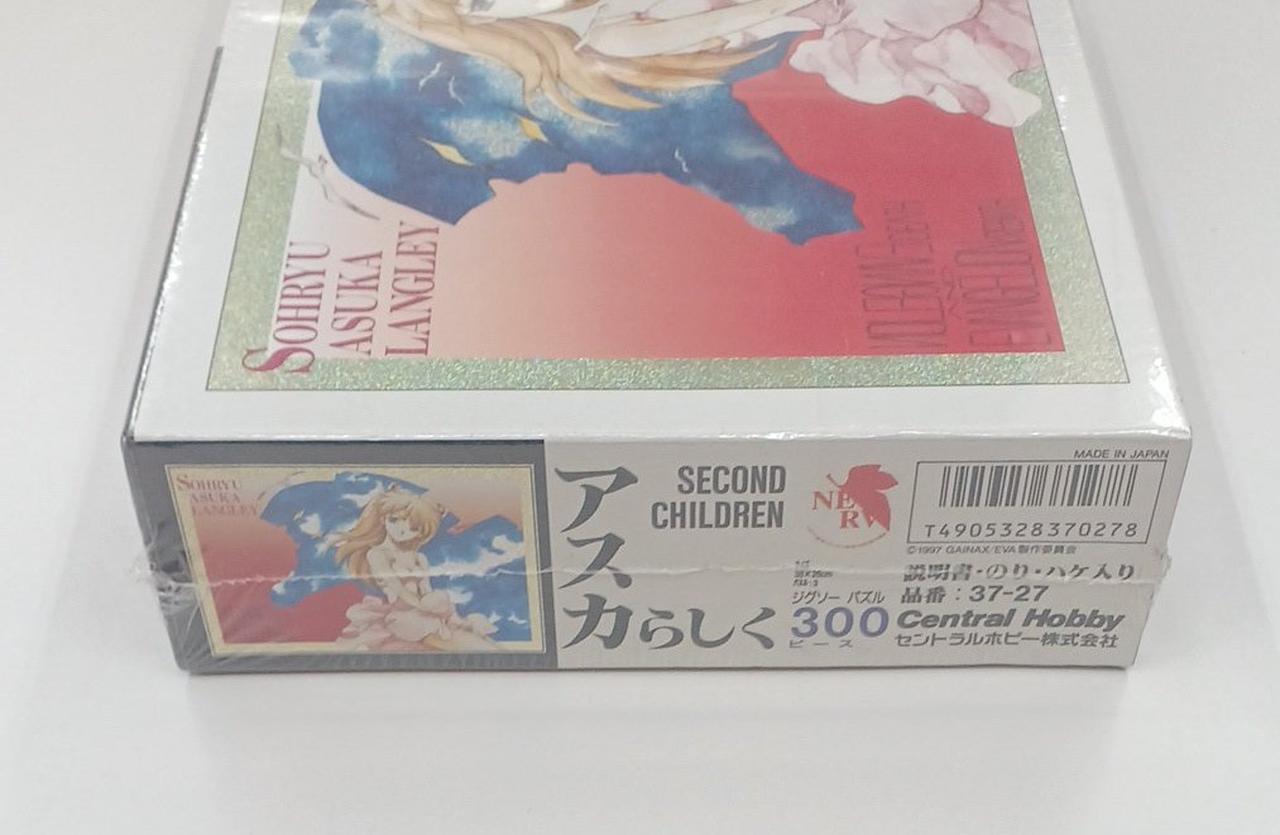 SOHRYU
ASUKA
LANGLEY
SOHRYU
ASUKA
LANGLEY
アスカらしく
SECOND
CHILDREN
NERV
MADE IN JAPAN
T4905328370278
©1997 GAINAX/EVA製作委員会
説明書・のり・ハケ入り
品番：37-27
ジグソー パズル
300
ピース
Central Hobby
セントラルホビー株式会社